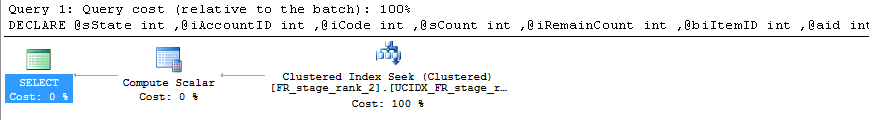 Query 1: Query cost (relative to the batch): 100%
DECLARE @sState int ,@iAccountID int ,@iCode int ,@sCount int ,@iRemainCount int ,@biItemID int ,@aid int
SELECT
Cost: 0 %
Compute Scalar
Cost: 0 %
Clustered Index Seek (Clustered)
[FR_stage_rank_2].[UCIDX_FR_stage_r…
Cost: 100 %